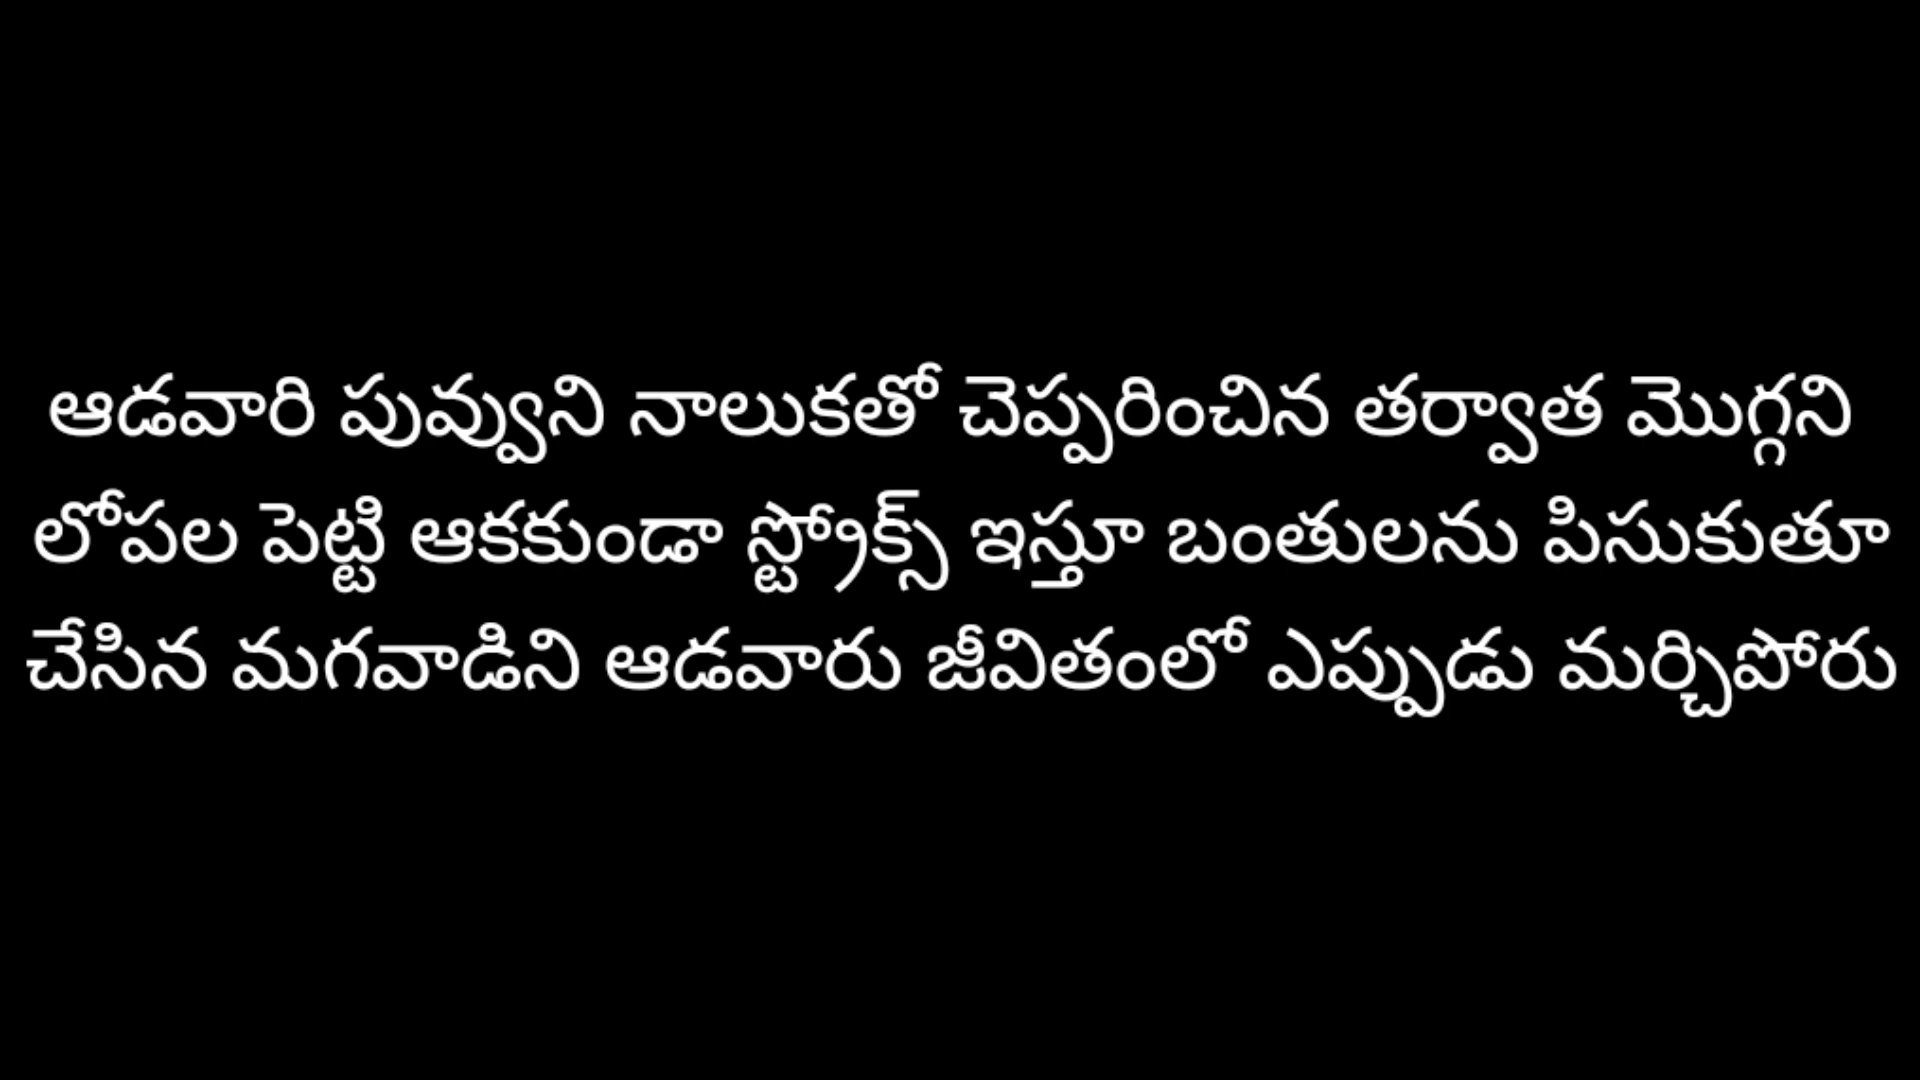 ఆడవారి పువ్వుని నాలుకతో చెప్పరించిన తర్వాత మొగ్గని
లోపల పెట్టి ఆకకుండా స్ట్రోక్స్ ఇస్తూ బంతులను పిసుకుతూ
చేసిన మగవాడిని ఆడవారు జీవితంలో ఎప్పుడు మర్చిపోరు